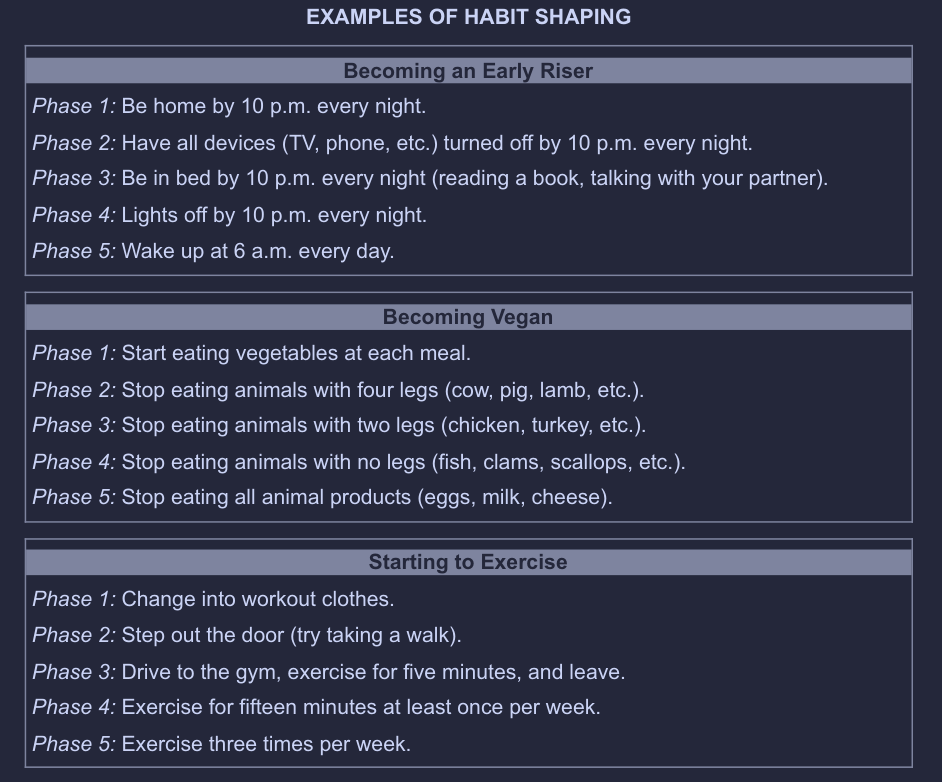 EXAMPLES OF HABIT SHAPING
Becoming an Early Riser
Phase 1: Be home by 10 p.m. every night.
Phase 2: Have all devices (TV, phone, etc.) turned off by 10 p.m. every night.
Phase 3: Be in bed by 10 p.m. every night (reading a book, talking with your partner).
Phase 4: Lights off by 10 p.m. every night.
Phase 5: Wake up at 6 a.m. every day.
Becoming Vegan
Phase 1: Start eating vegetables at each meal.
Phase 2: Stop eating animals with four legs (cow, pig, lamb, etc.).
Phase 3: Stop eating animals with two legs (chicken, turkey, etc.).
Phase 4: Stop eating animals with no legs (fish, clams, scallops, etc.).
Phase 5: Stop eating all animal products (eggs, milk, cheese).
Starting to Exercise
Phase 1: Change into workout clothes.
Phase 2: Step out the door (try taking a walk).
Phase 3: Drive to the gym, exercise for five minutes, and leave.
Phase 4: Exercise for fifteen minutes at least once per week.
Phase 5: Exercise three times per week.